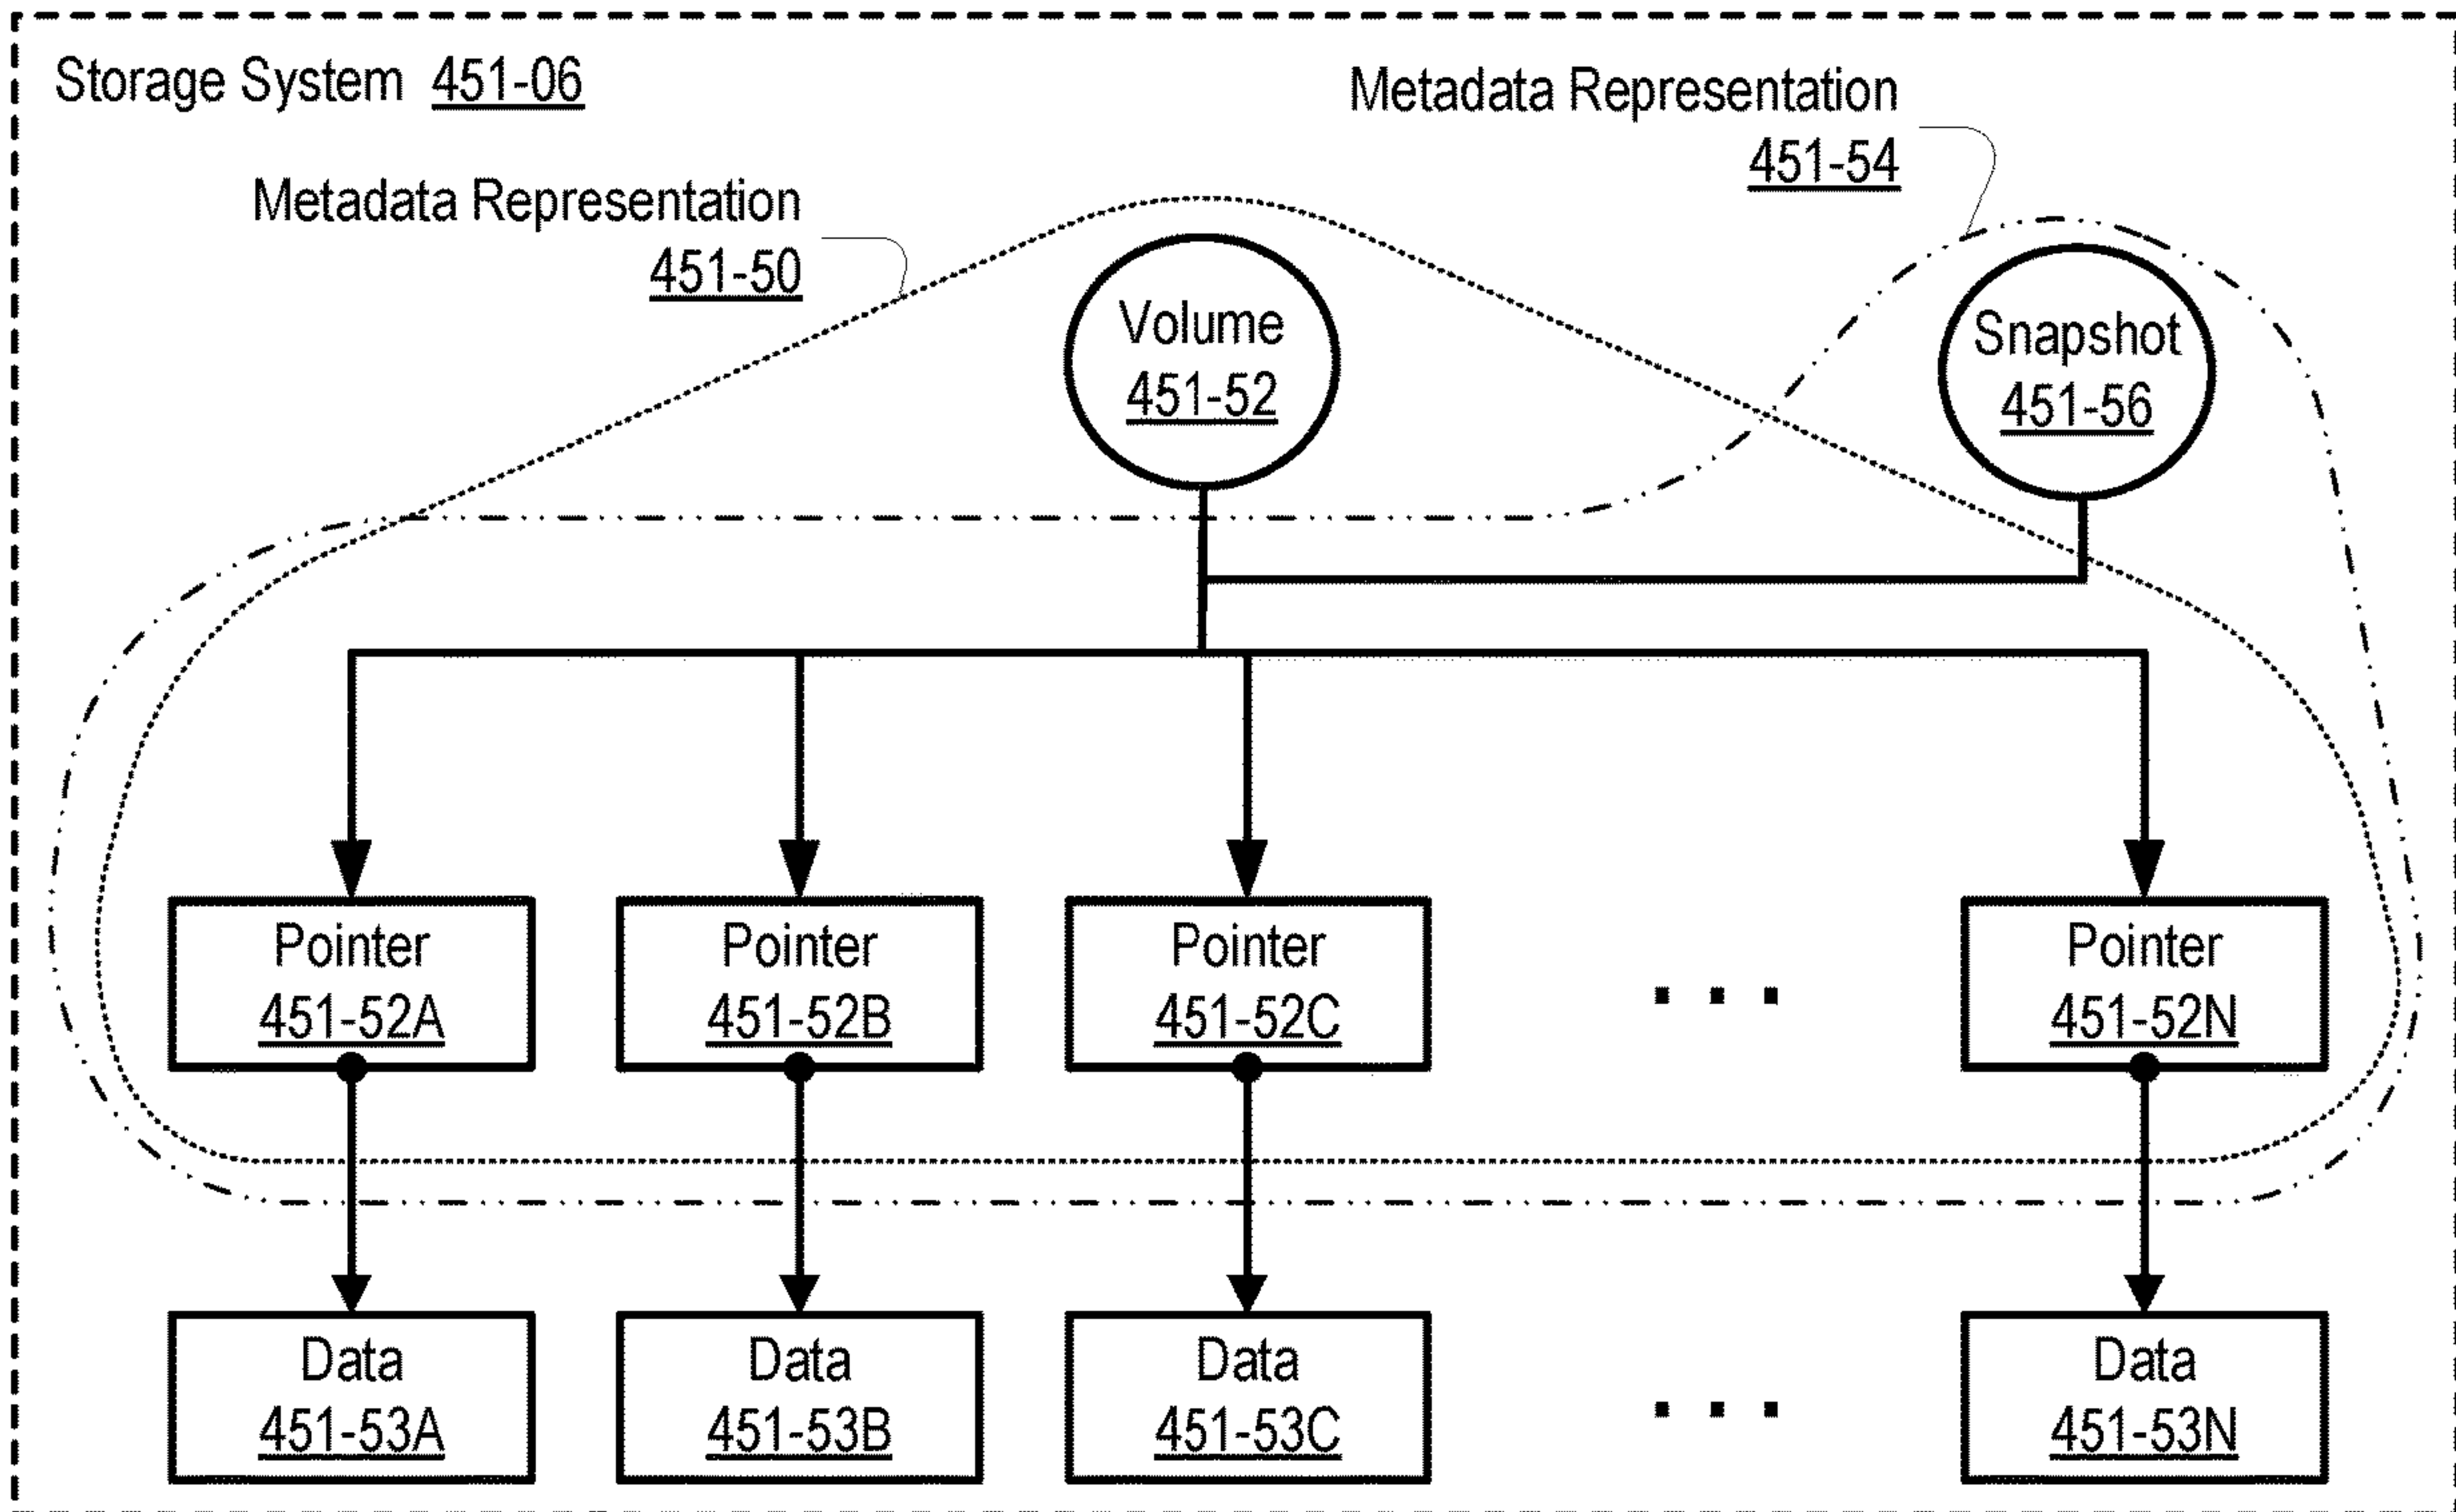 Storage System 451-06
Metadata Representation
451-54
Metadata Representation
451-50
Volume
451-52
Snapshot
451-56
Pointer
451-52A
Pointer
451-52B
Pointer
451-52C
. . .
Pointer
451-52N
Data
451-53A
Data
451-53B
Data
451-53C
. . .
Data
451-53N